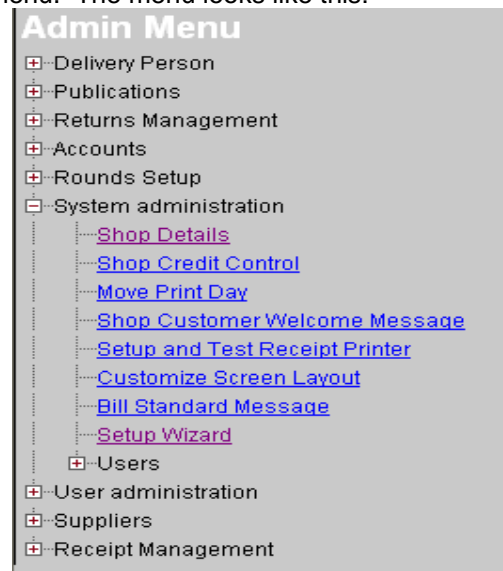 Admin Menu
Delivery Person
Publications
Returns Management
Accounts
Rounds Setup
System administration
Shop Details
Shop Credit Control
Move Print Day
Shop Customer Welcome Message
Setup and Test Receipt Printer
Customize Screen Layout
Bill Standard Message
Setup Wizard
Users
User administration
Suppliers
Receipt Management